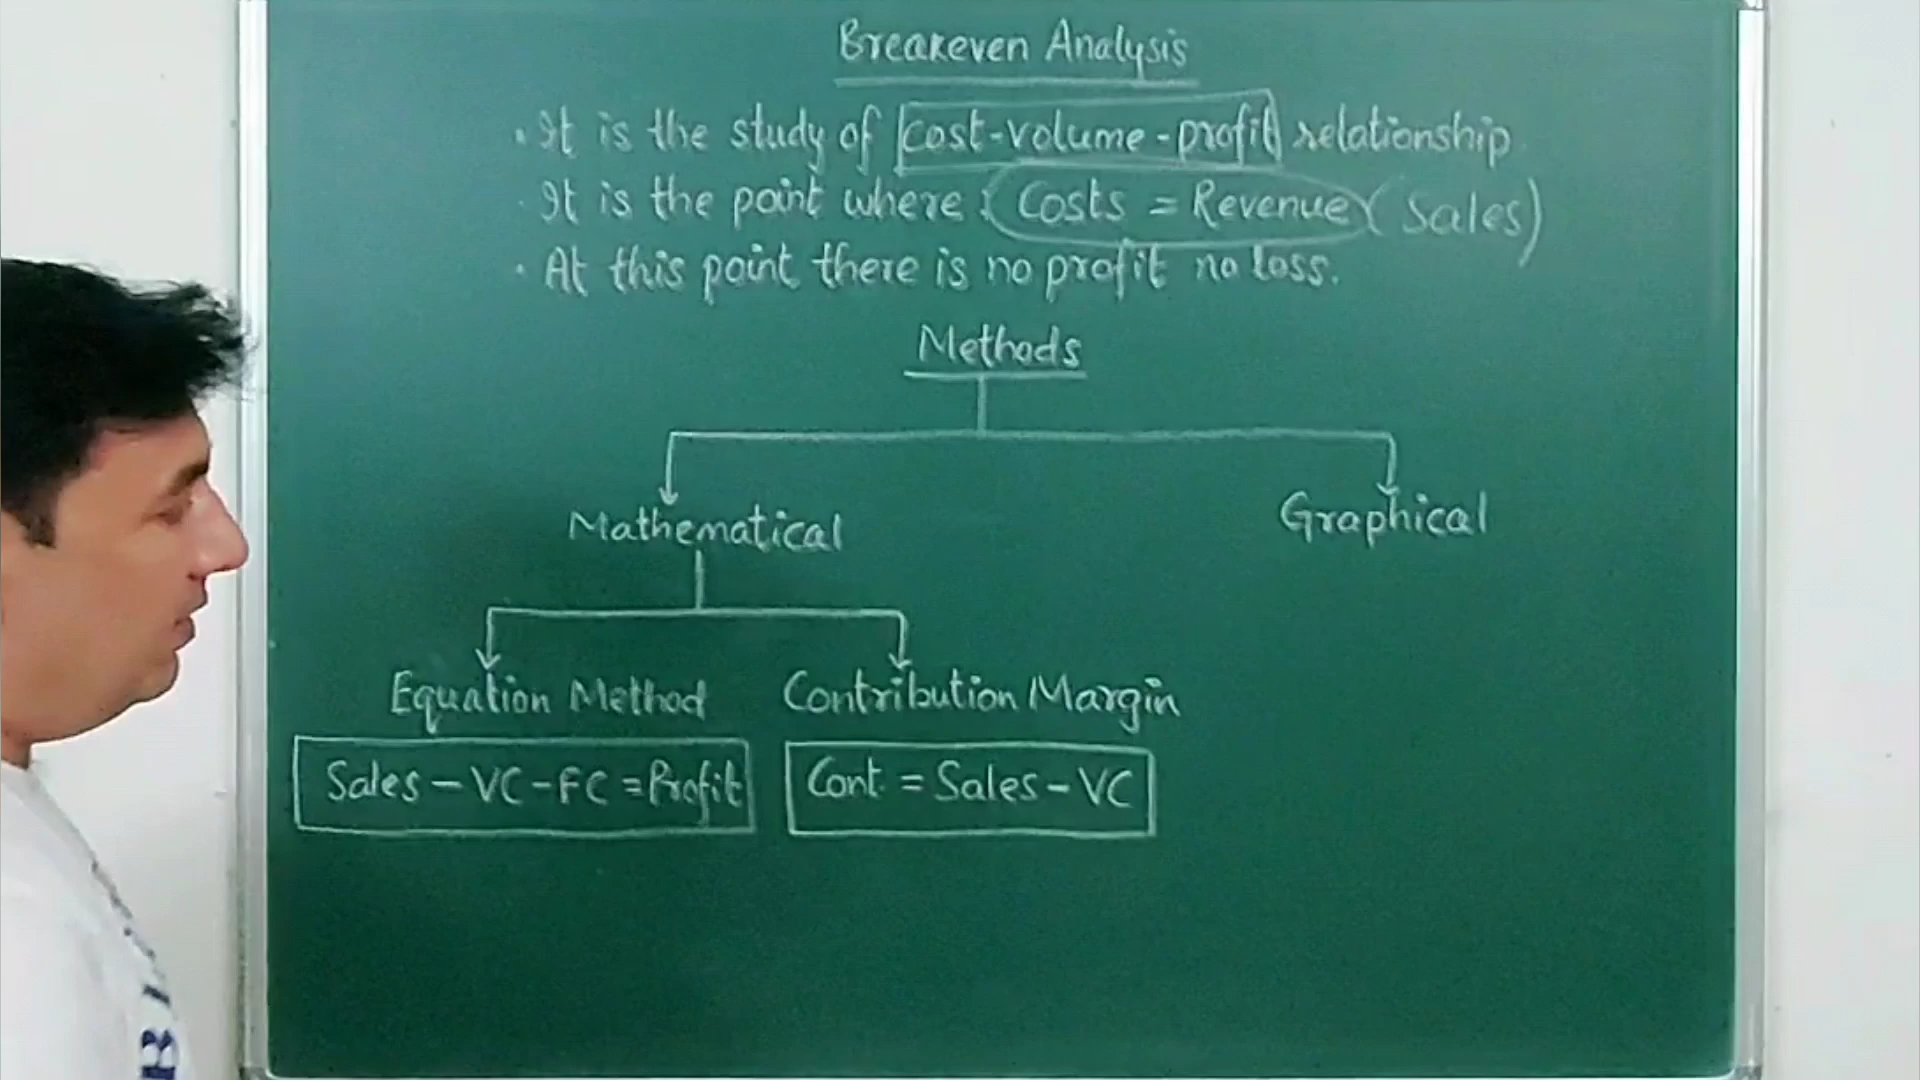 Breakeven Analysis
• It is the study of cost-volume-profit relationship.
• It is the point where Costs = Revenue (Sales)
• At this point there is no profit no loss.
Methods
Mathematical Graphical
Equation Method Contribution Margin
Sales – VC – FC = Profit Cont. = Sales – VC